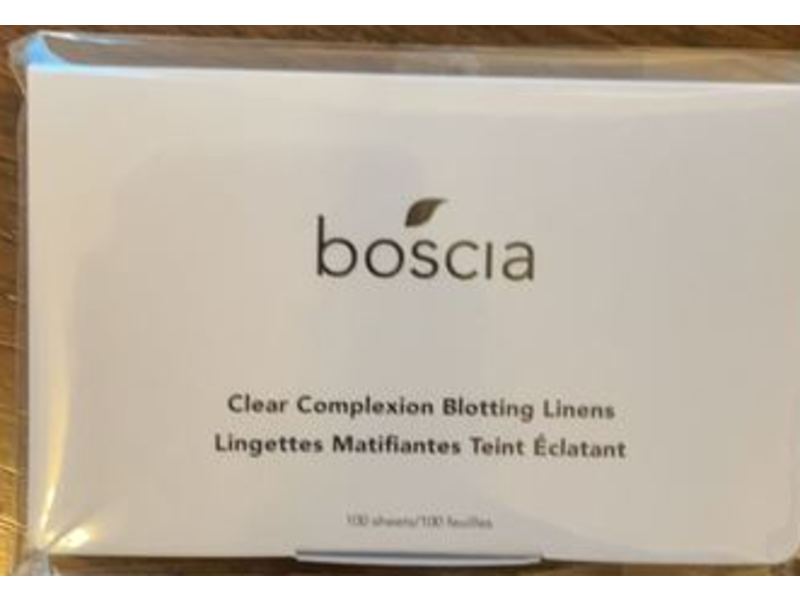 boscia
Clear Complexion Blotting Linens
Lingettes Matifiantes Teint Éclatant
100 sheets/100 feuilles